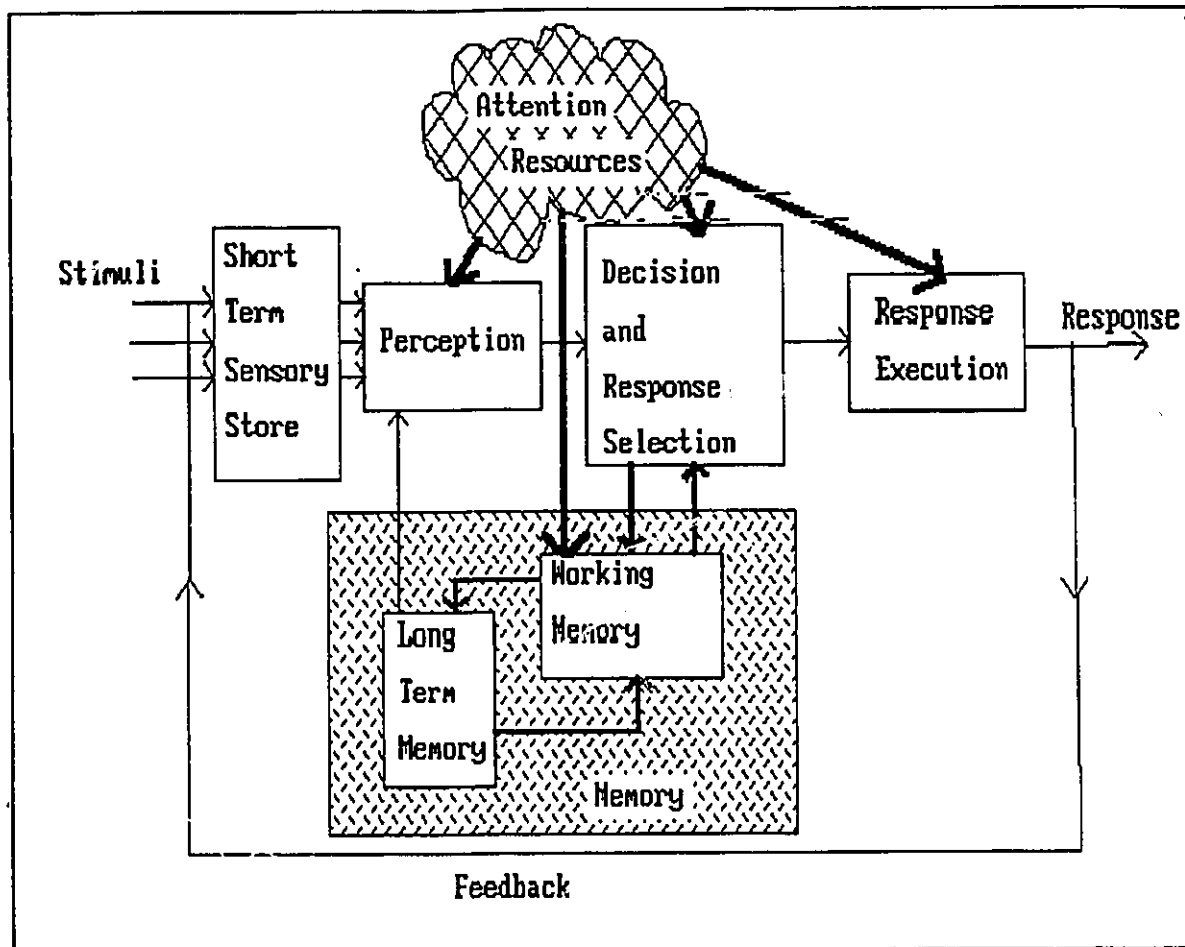 Attention
Resources
Stimuli
Short
Term
Sensory
Store
Perception
Decision
and
Response
Selection
Response
Execution
Response
Working
Memory
Long
Term
Memory
Memory
Feedback